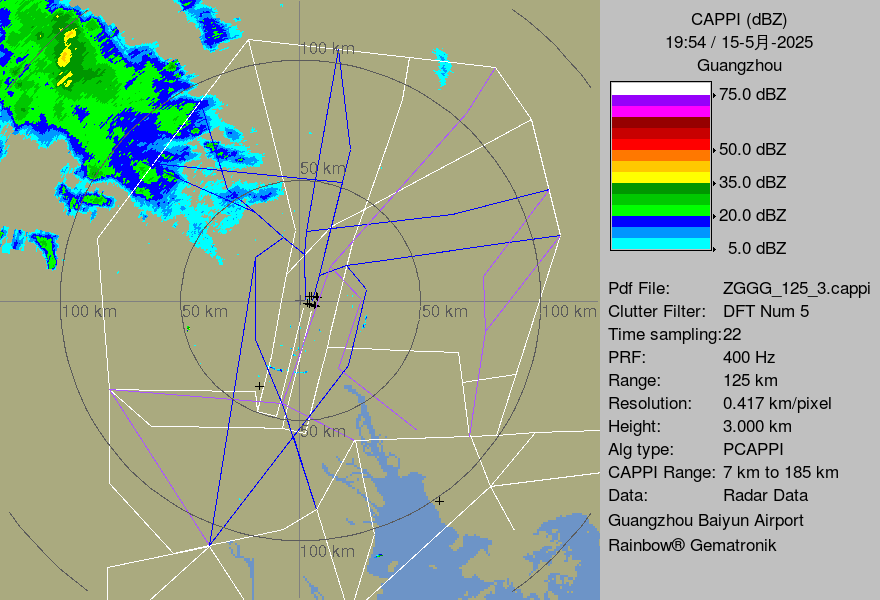 CAPPI (dBZ)
19:54 / 15-5月-2025
Guangzhou
75.0 dBZ
50.0 dBZ
35.0 dBZ
20.0 dBZ
5.0 dBZ
Pdf File: ZGGG_125_3.cappi
Clutter Filter: DFT Num 5
Time sampling:22
PRF: 400 Hz
Range: 125 km
Resolution: 0.417 km/pixel
Height: 3.000 km
Alg type: PCAPPI
CAPPI Range: 7 km to 185 km
Data: Radar Data
Guangzhou Baiyun Airport
Rainbow® Gematronik
100 km
50 km
100 km
50 km
50 km
100 km
50 km
100 km